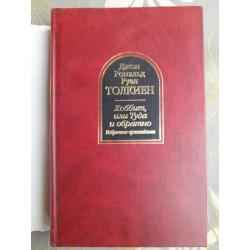 Джон
Рональд
Руэл
ТОЛКИЕН
Хоббит,
или Туда
и обратно
Избранные произведения